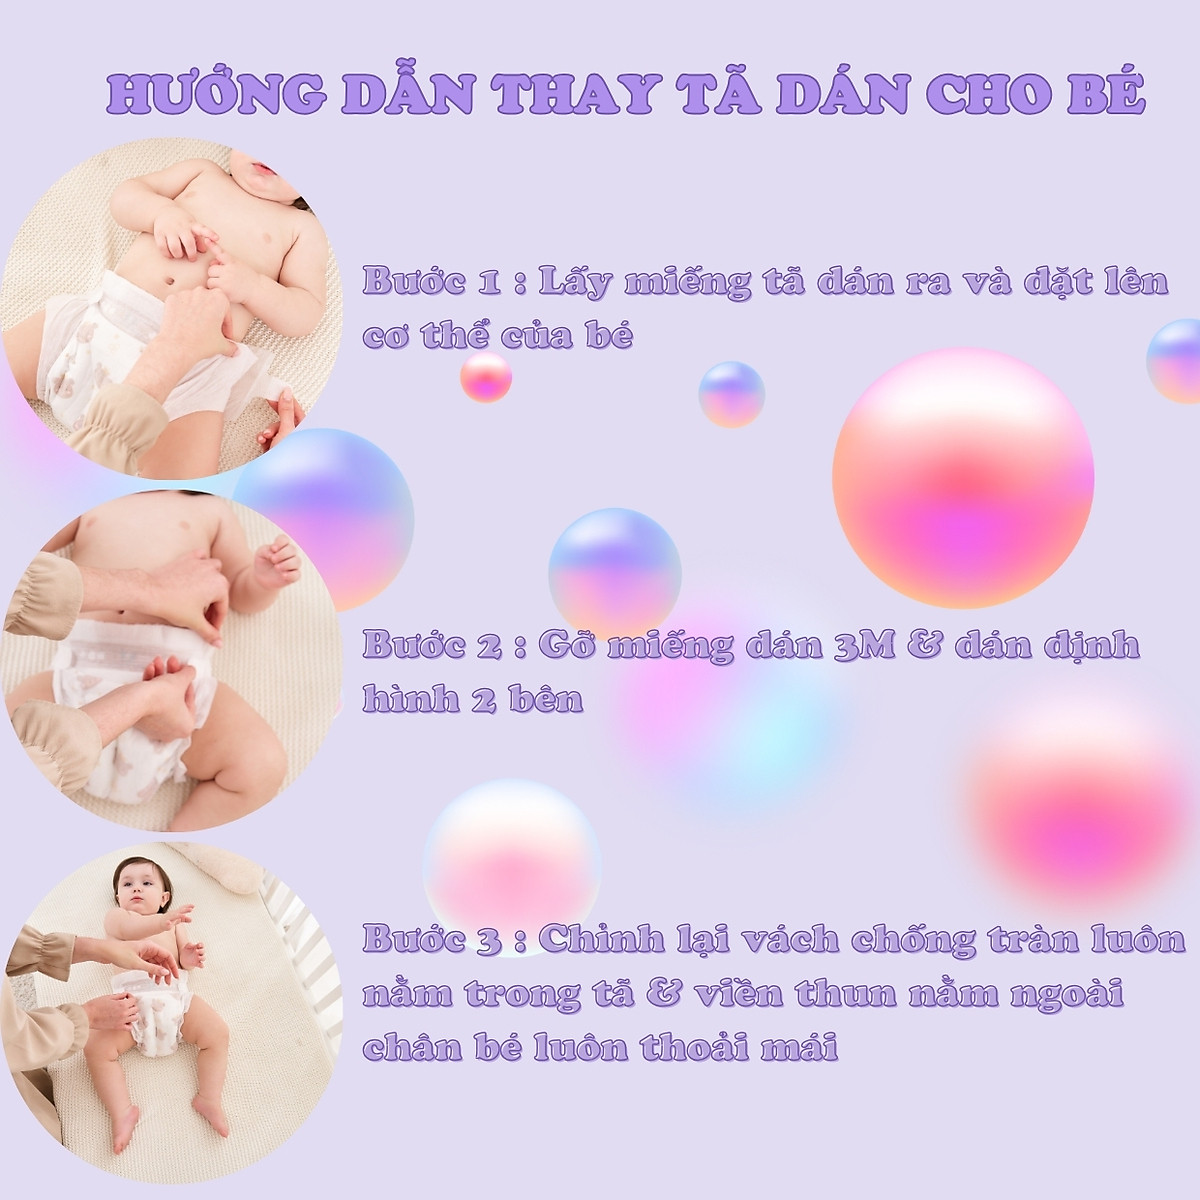 HƯỚNG DẪN THAY TÃ DÁN CHO BÉ
Bước 1 : Lấy miếng tã dán ra và dặt lên
cơ thể của bé
Bước 2 : Gỡ miếng dán 3M & dán định
hình 2 bên
Bước 3 : Chỉnh lại vách chống tràn luôn
nằm trong tã & viền thun nằm ngoài
chân bé luôn thoải mái